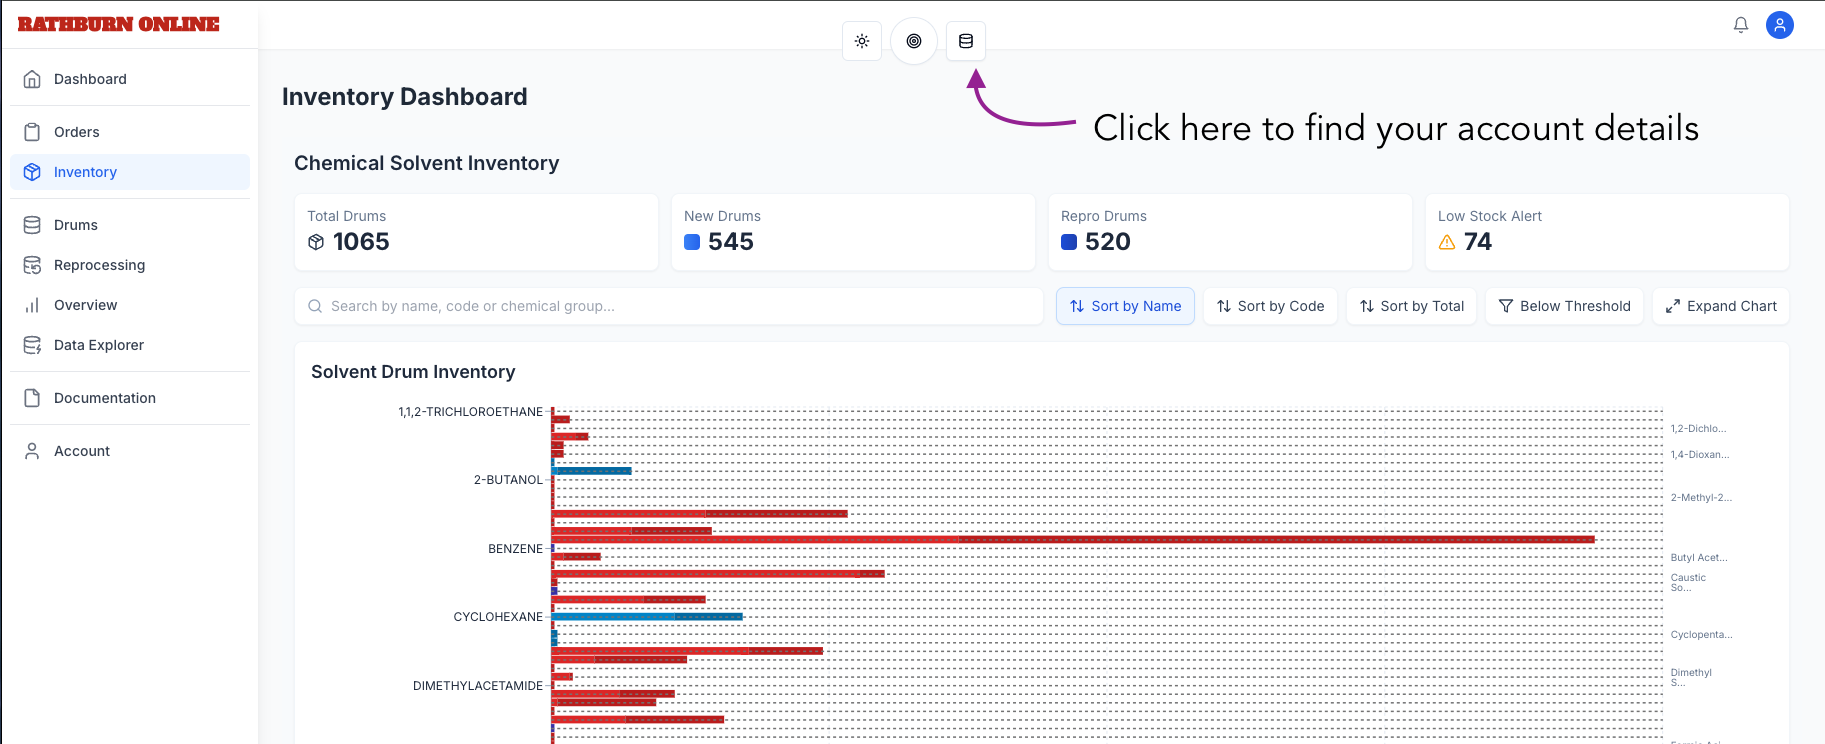 RATHBURN ONLINE
Dashboard
Orders
Inventory
Drums
Reprocessing
Overview
Data Explorer
Documentation
Account
Inventory Dashboard
Click here to find your account details
Chemical Solvent Inventory
Total Drums
1065
New Drums
545
Repro Drums
520
Low Stock Alert
74
Search by name, code or chemical group...
Sort by Name
Sort by Code
Sort by Total
Below Threshold
Expand Chart
Solvent Drum Inventory
1,1,2-TRICHLOROETHANE
2-BUTANOL
BENZENE
CYCLOHEXANE
DIMETHYLACETAMIDE
1,2-Dichlo...
1,4-Dioxan...
2-Methyl-2...
Butyl Acet...
Caustic
So...
Cyclopenta...
Dimethyl
S...